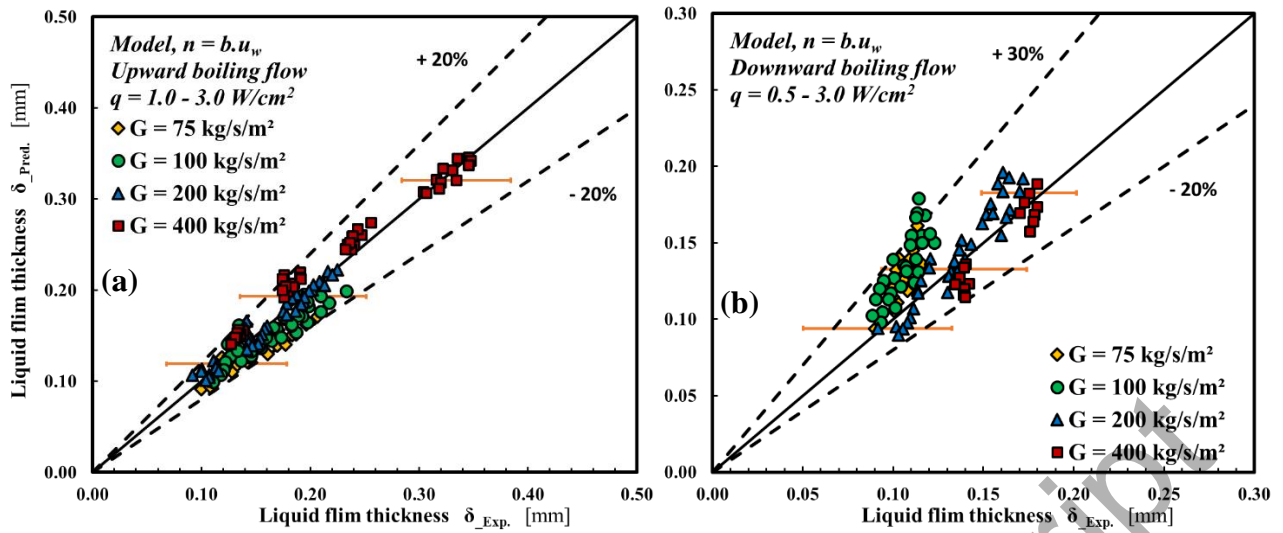 0.50
0.40
0.30
0.20
0.10
0.00
Liquid flim thickness δ_Pred. [mm]
Model, n = b.u_w
Upward boiling flow
q = 1.0 - 3.0 W/cm²
G = 75 kg/s/m²
G = 100 kg/s/m²
G = 200 kg/s/m²
G = 400 kg/s/m²
+ 20%
- 20%
(a)
0.00 0.10 0.20 0.30 0.40 0.50
Liquid flim thickness δ_Exp. [mm]
0.30
0.25
0.20
0.15
0.10
0.05
0.00
Model, n = b.u_w
Downward boiling flow
q = 0.5 - 3.0 W/cm²
+ 30%
- 20%
(b)
G = 75 kg/s/m²
G = 100 kg/s/m²
G = 200 kg/s/m²
G = 400 kg/s/m²
0.00 0.05 0.10 0.15 0.20 0.25 0.30
Liquid flim thickness δ_Exp. [mm]
ript